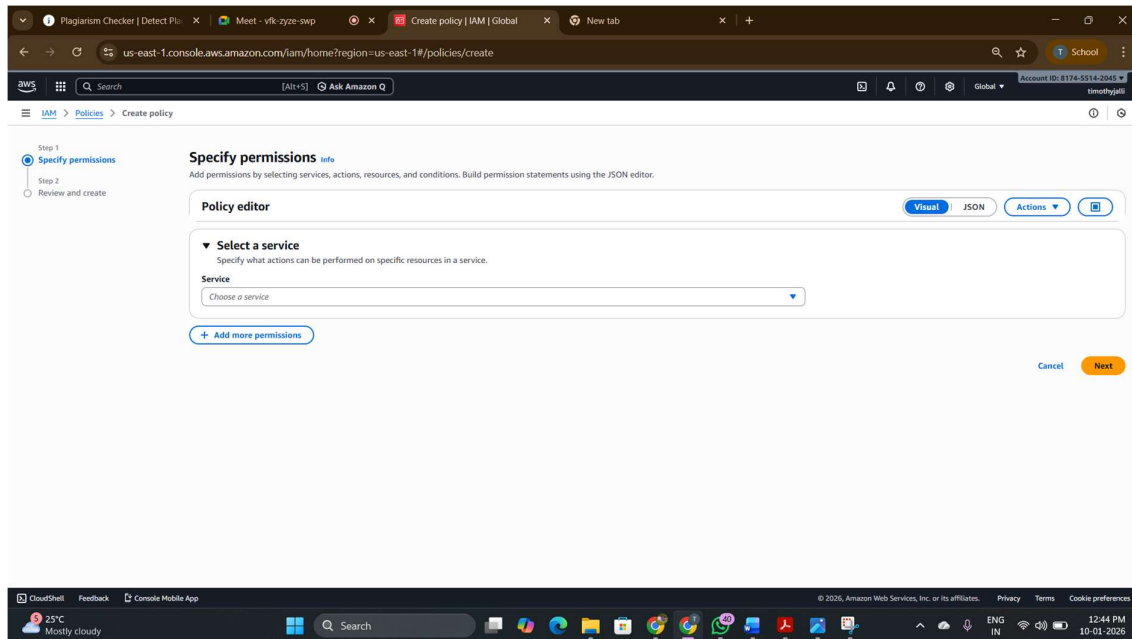 Plagiarism Checker | Detect Pla
Meet - vfk-zyze-swp
Create policy | IAM | Global
New tab
us-east-1.console.aws.amazon.com/iam/home?region=us-east-1#/policies/create
School
aws
Search
[Alt+S]
Ask Amazon Q
Global
Account ID: 8174-5514-2045
timothyjalli
IAM > Policies > Create policy
Step 1
Specify permissions
Step 2
Review and create
Specify permissions Info
Add permissions by selecting services, actions, resources, and conditions. Build permission statements using the JSON editor.
Policy editor
Visual
JSON
Actions
Select a service
Specify what actions can be performed on specific resources in a service.
Service
Choose a service
+ Add more permissions
Cancel
Next
CloudShell
Feedback
Console Mobile App
© 2026, Amazon Web Services, Inc. or its affiliates.
Privacy
Terms
Cookie preferences
5
25°C
Mostly cloudy
Search
40
ENG
IN
12:44 PM
10-01-2026